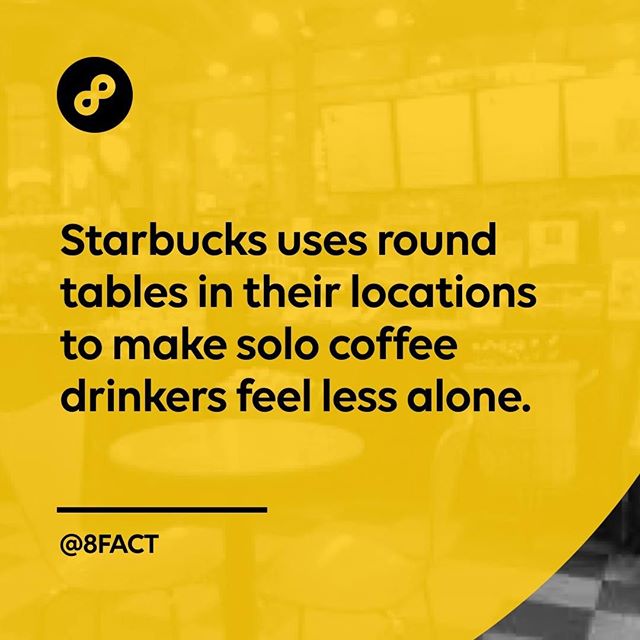 Starbucks uses round
tables in their locations
to make solo coffee
drinkers feel less alone.
@8FACT